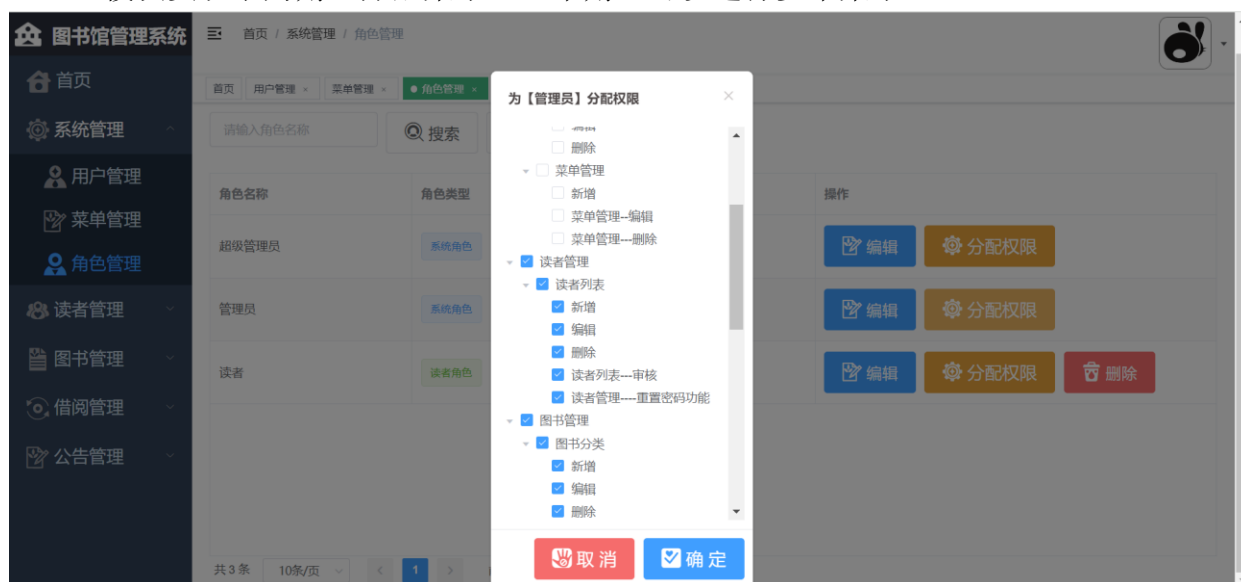 图书馆管理系统
首页 / 系统管理 / 角色管理
首页
系统管理
用户管理
菜单管理
角色管理
读者管理
图书管理
借阅管理
公告管理
首页 用户管理 × 菜单管理 × 角色管理 ×
请输入角色名称 搜索
角色名称 角色类型 操作
超级管理员 系统角色 编辑 分配权限
管理员 系统角色 编辑 分配权限
读者 读者角色 编辑 分配权限 删除
共 3 条 10条/页 < 1 >
为【管理员】分配权限 ×
编辑
删除
菜单管理
新增
菜单管理--编辑
菜单管理---删除
读者管理
读者列表
新增
编辑
删除
读者列表---审核
读者管理----重置密码功能
图书管理
图书分类
新增
编辑
删除
取 消 确 定